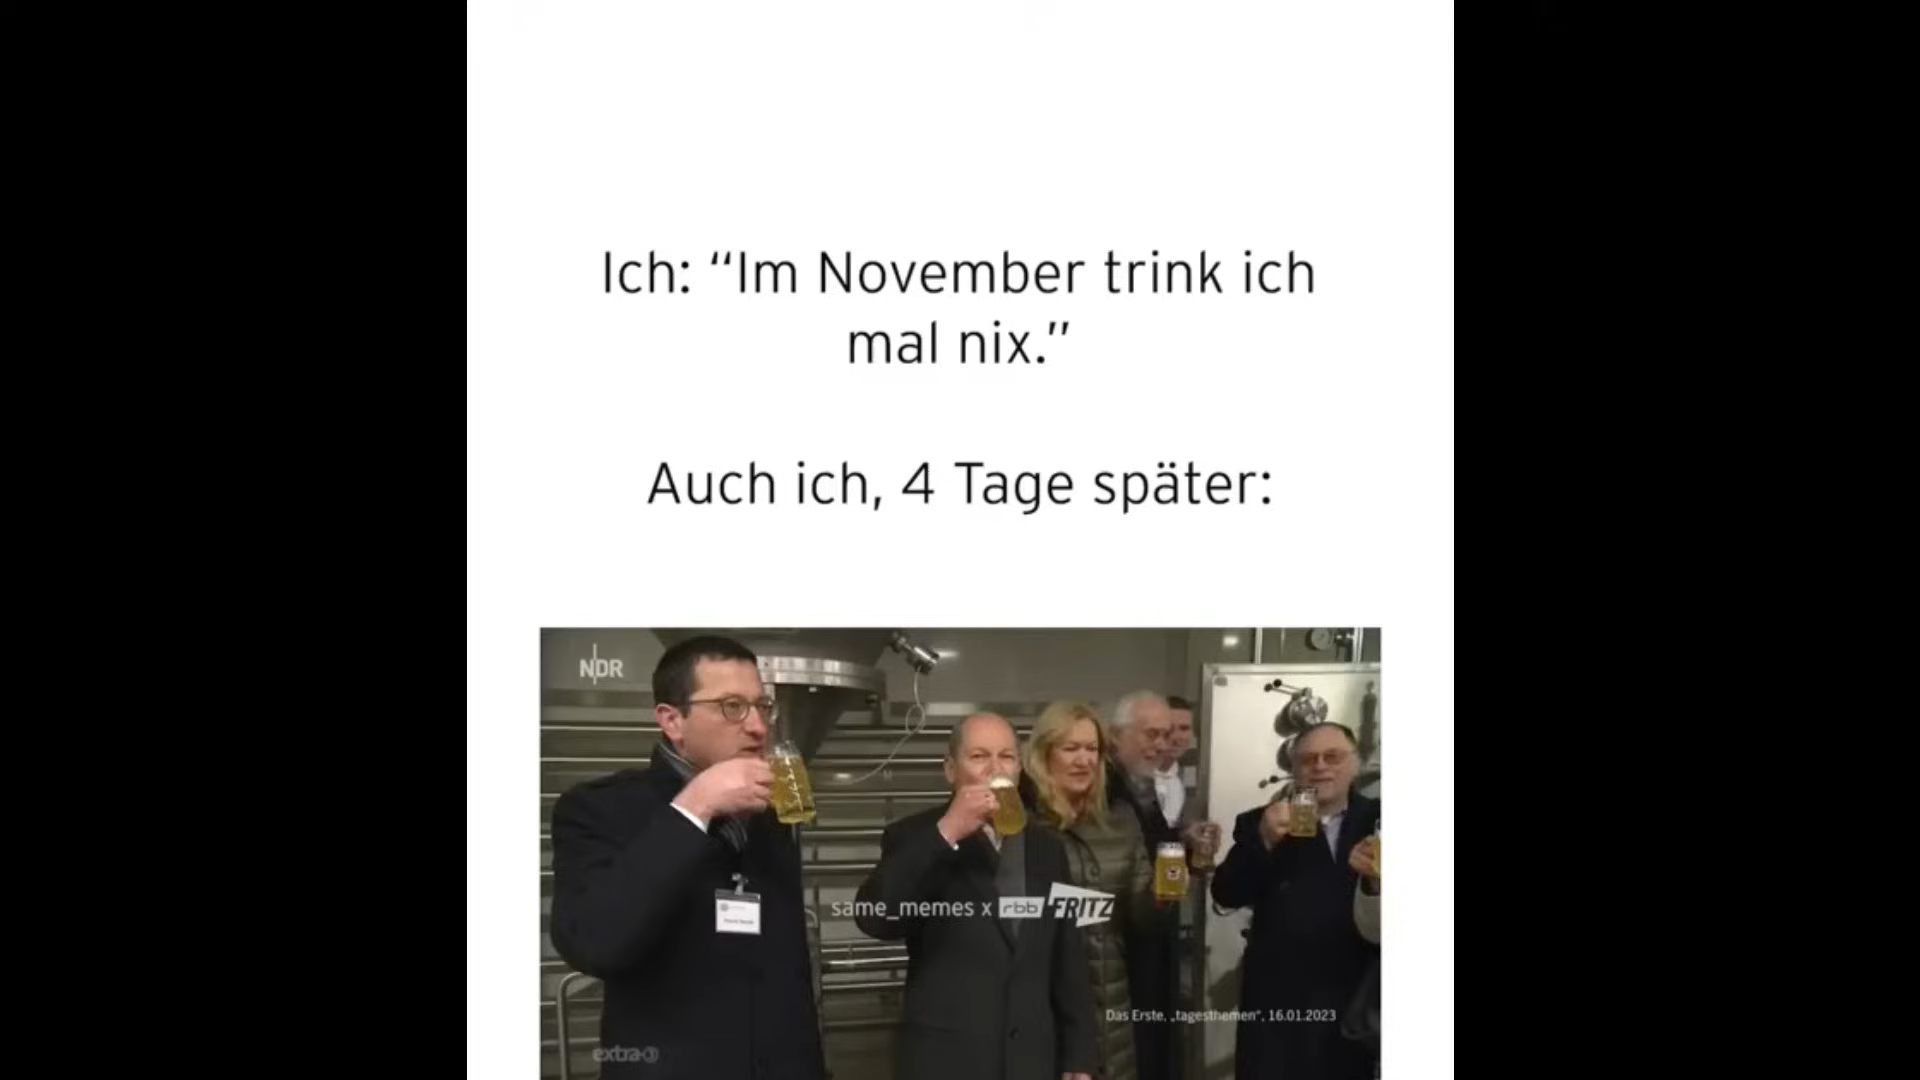 Ich: “Im November trink ich
mal nix.”
Auch ich, 4 Tage später:
NDR
same_memes x rbb FRITZ
Das Erste, „tagesthemen“, 16.01.2023
extra3